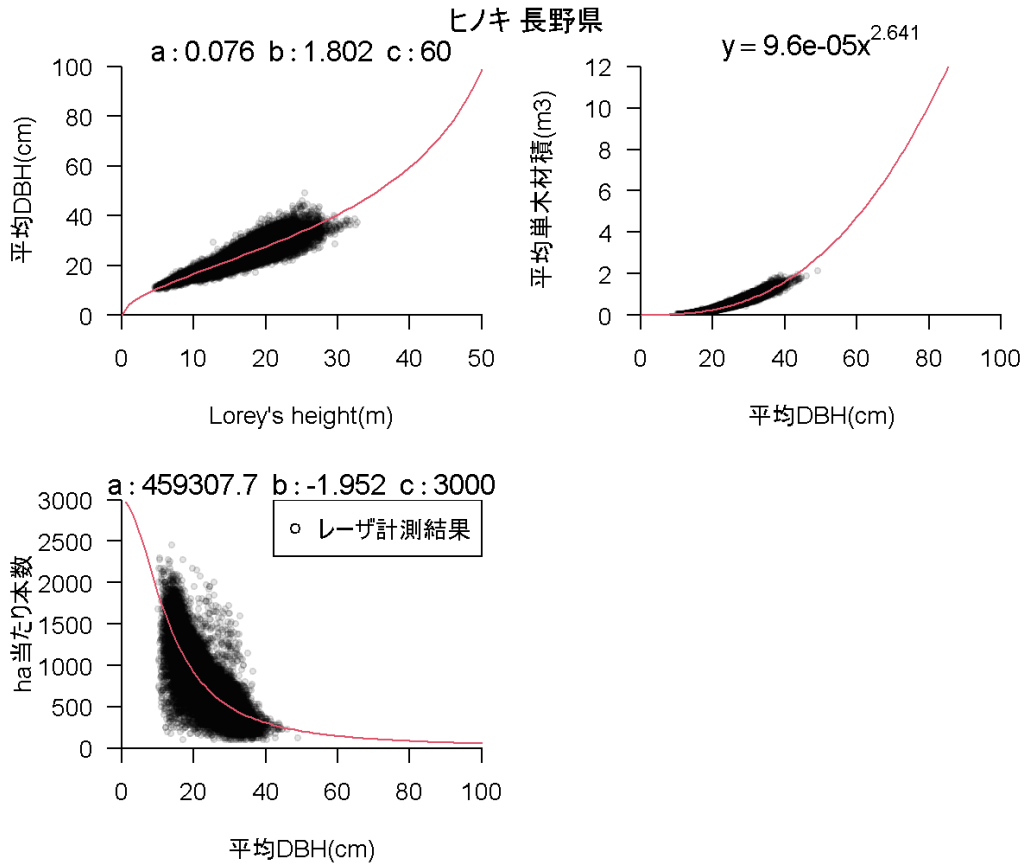 ヒノキ 長野県
a : 0.076 b : 1.802 c : 60
平均DBH(cm)
100
80
60
40
20
0
0 10 20 30 40 50
Lorey's height(m)
y = 9.6e-05x^2.641
平均単木材積(m3)
12
10
8
6
4
2
0
0 20 40 60 80 100
平均DBH(cm)
a : 459307.7 b : -1.952 c : 3000
ha当たり本数
3000
2500
2000
1500
1000
500
0
レーザ計測結果
0 20 40 60 80 100
平均DBH(cm)